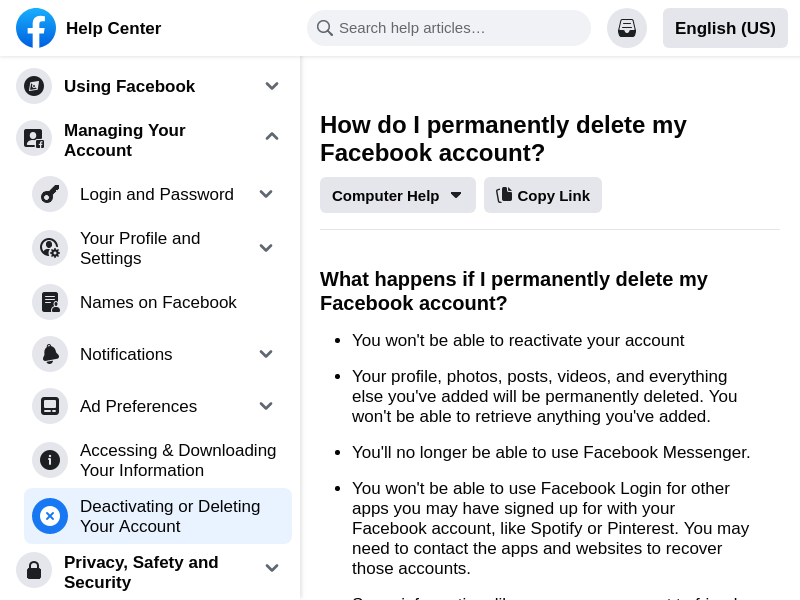 Help Center
Search help articles…
English (US)
Using Facebook
Managing Your
Account
Login and Password
Your Profile and
Settings
Names on Facebook
Notifications
Ad Preferences
Accessing & Downloading
Your Information
Deactivating or Deleting
Your Account
Privacy, Safety and
Security
How do I permanently delete my
Facebook account?
Computer Help
Copy Link
What happens if I permanently delete my
Facebook account?
You won't be able to reactivate your account
Your profile, photos, posts, videos, and everything
else you've added will be permanently deleted. You
won't be able to retrieve anything you've added.
You'll no longer be able to use Facebook Messenger.
You won't be able to use Facebook Login for other
apps you may have signed up for with your
Facebook account, like Spotify or Pinterest. You may
need to contact the apps and websites to recover
those accounts.